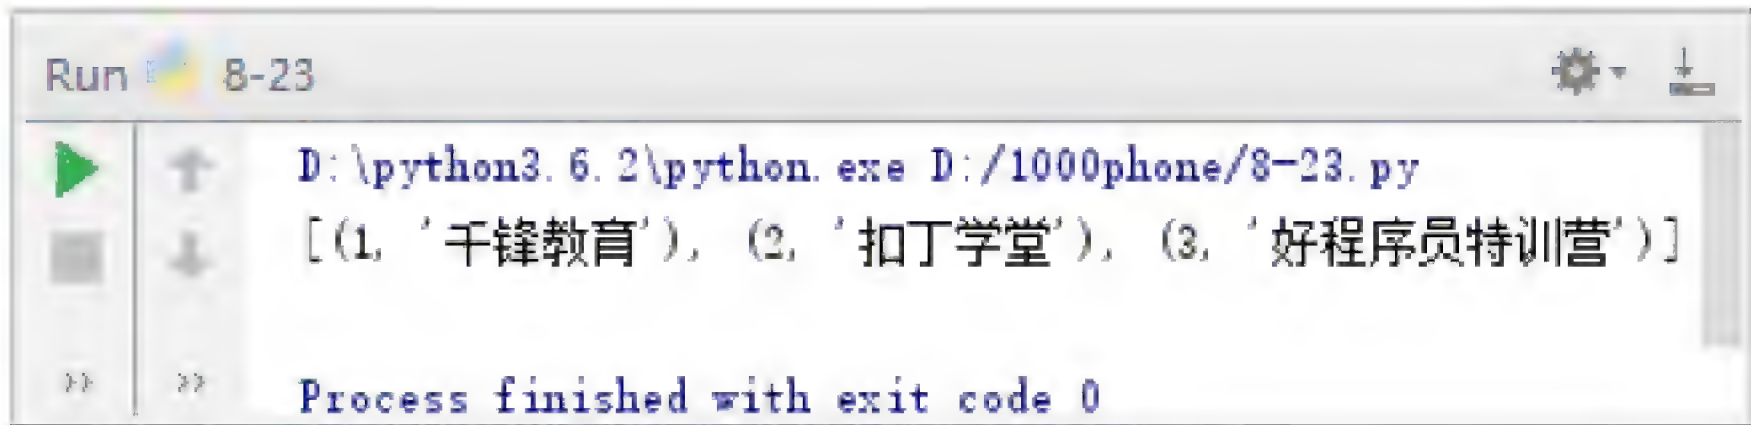 Run 8-23
D:\python3.6.2\python.exe D:/1000phone/8-23.py
[(1, '千锋教育'), (2, '扣丁学堂'), (3, '好程序员特训营')]
Process finished with exit code 0